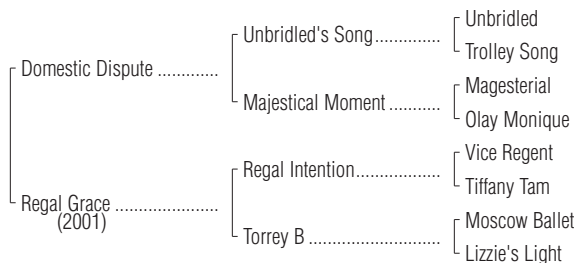 Unbridled
Unbridled's Song..............
Trolley Song
Domestic Dispute .............
Magesterial
Majestical Moment ...........
Olay Monique
Vice Regent
Regal Intention..................
Tiffany Tam
Regal Grace ......................
(2001)
Moscow Ballet
Torrey B ............................
Lizzie's Light